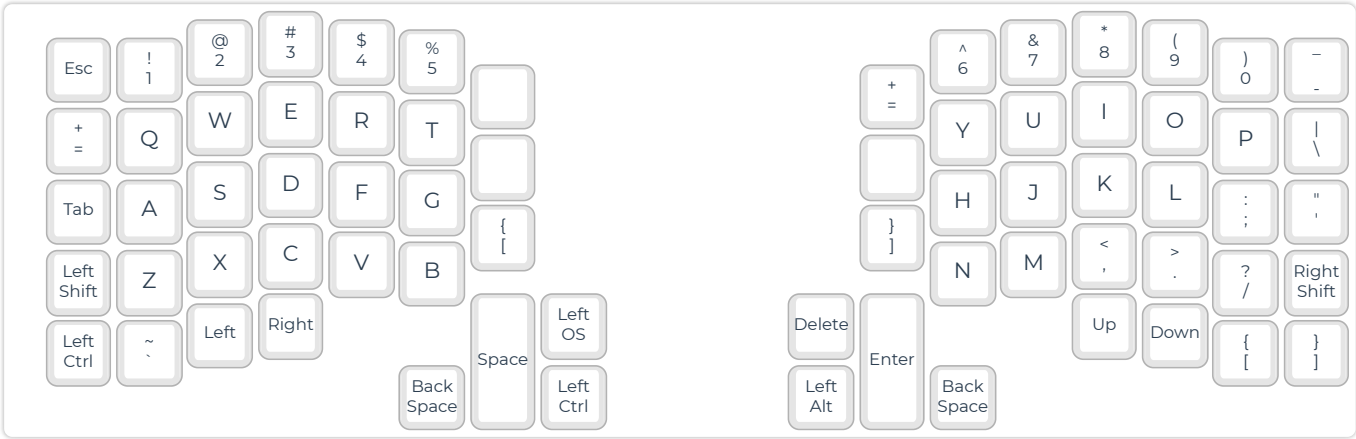 Esc
!
1
@
2
#
3
$
4
%
5
+
=
Q
W
E
R
T
Tab
A
S
D
F
G
{
[
Left
Shift
Z
X
C
V
B
Left
Ctrl
~
`
Left
Right
Back
Space
Space
Left
OS
Left
Ctrl
+
=
^
6
&
7
*
8
(
9
)
0
_
-
Y
U
I
O
P
|
\
}
]
H
J
K
L
:
;
"
'
N
M
<
,
>
.
?
/
Right
Shift
Delete
Enter
Left
Alt
Back
Space
Up
Down
{
[
}
]